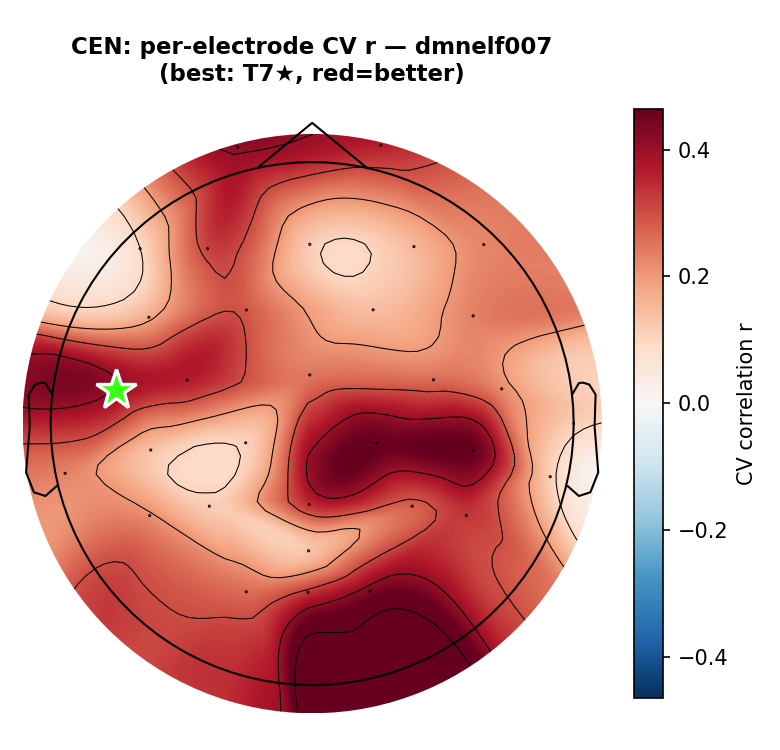 CEN: per-electrode CV r — dmnelf007
(best: T7★, red=better)
0.4
0.2
0.0
−0.2
−0.4
CV correlation r